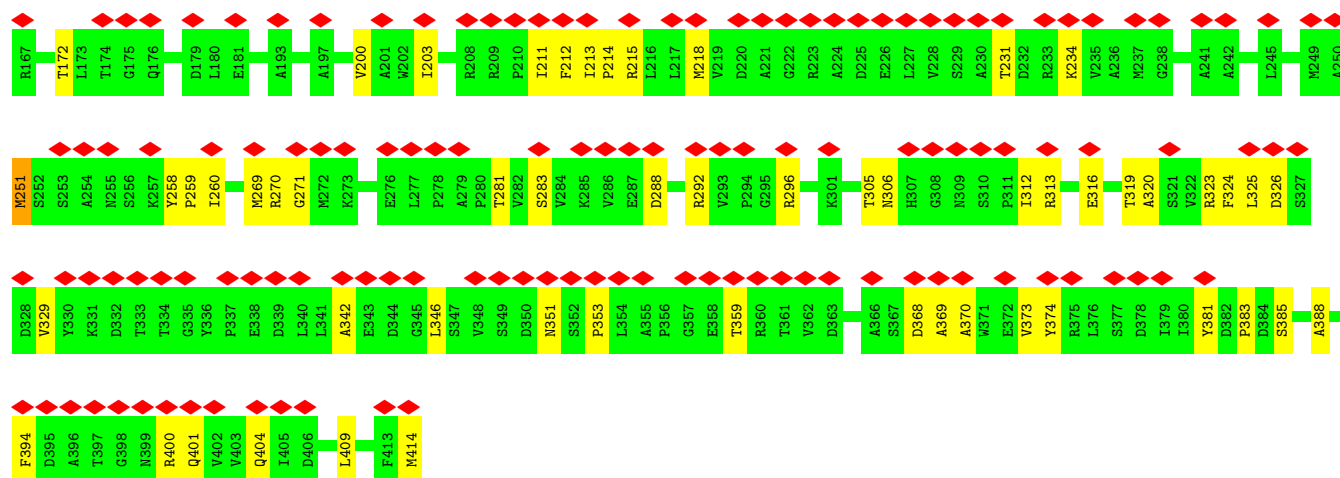 R167 T172 L173 T174 G175 Q176 D179 L180 E181 A193 A197 V200 A201 W202 I203 R208 R209 P210 I211 F212 I213 P214 R215 L216 L217 M218 V219 D220 A221 G222 R223 A224 D225 E226 L227 V228 S229 A230 T231 D232 R233 K234 V235 A236 M237 G238 A241 A242 L245 M249 A250
M251 S252 S253 A254 N255 S256 K257 Y258 P259 I260 M269 R270 G271 M272 K273 E276 L277 P278 A279 P280 T281 V282 S283 V284 K285 V286 E287 D288 R292 V293 P294 G295 R296 K301 T305 N306 H307 G308 N309 S310 P311 I312 R313 E316 T319 A320 S321 V322 R323 F324 L325 D326 S327
D328 V329 Y330 K331 D332 T333 T334 G335 Y336 P337 E338 D339 L340 L341 A342 E343 D344 G345 L346 S347 V348 S349 D350 N351 S352 P353 L354 A355 P356 G357 E358 T359 R360 T361 V362 D363 A366 S367 D368 A369 A370 W371 E372 V373 Y374 R375 L376 S377 D378 I379 I380 Y381 D382 P383 D384 S385 A388
F394 D395 A396 T397 G398 N399 R400 Q401 V402 V403 Q404 I405 D406 L409 F413 M414